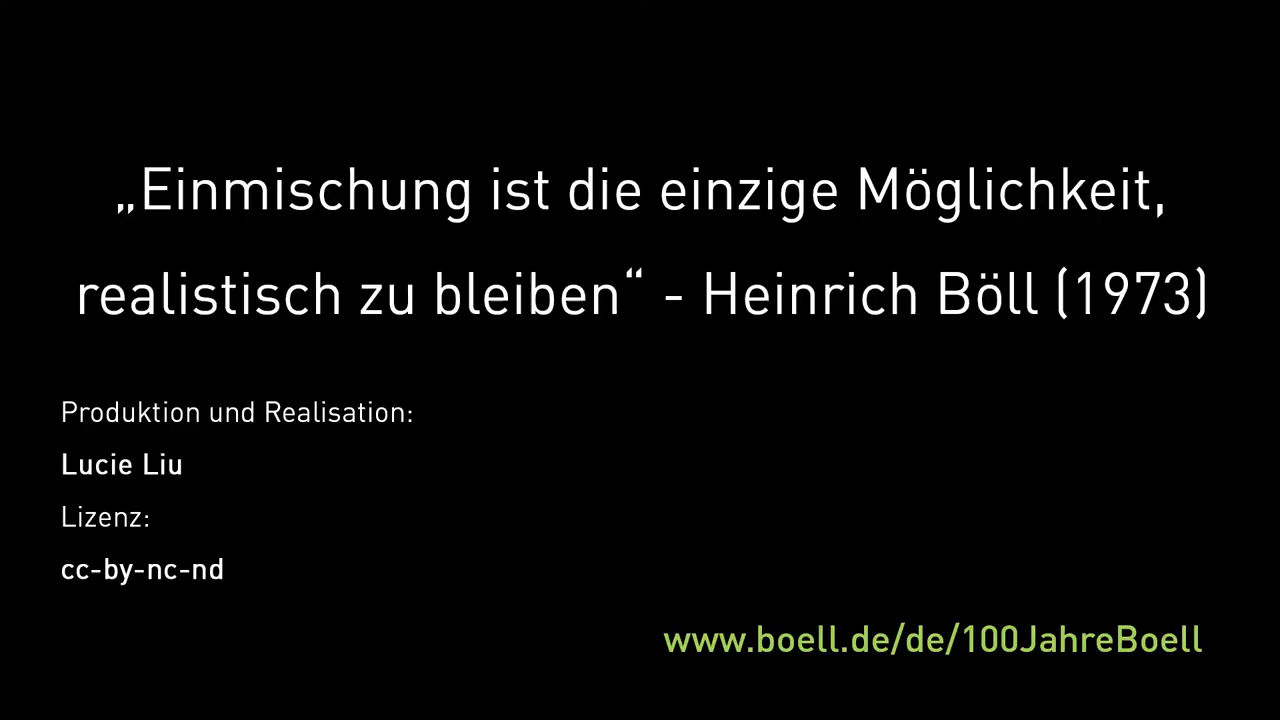 „Einmischung ist die einzige Möglichkeit,
realistisch zu bleiben“ - Heinrich Böll (1973)
Produktion und Realisation:
Lucie Liu
Lizenz:
cc-by-nc-nd
www.boell.de/de/100JahreBoell